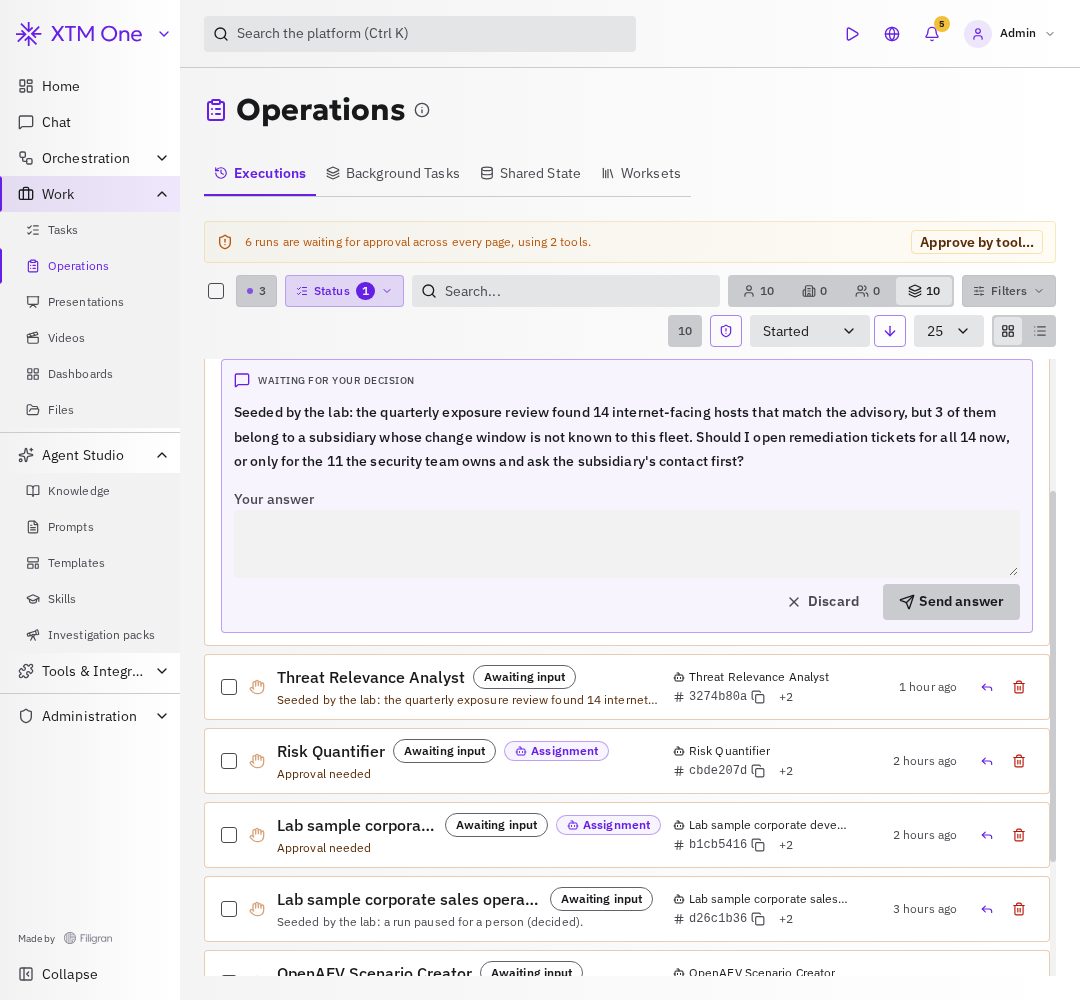 XTM One
Search the platform (Ctrl K)
5
Admin
Home
Chat
Orchestration
Work
Tasks
Operations
Presentations
Videos
Dashboards
Files
Agent Studio
Knowledge
Prompts
Templates
Skills
Investigation packs
Tools & Integr...
Administration
Made by Filigran
Collapse
Operations
Executions
Background Tasks
Shared State
Worksets
6 runs are waiting for approval across every page, using 2 tools.
Approve by tool...
3
Status 1
Search...
10
0
0
10
Filters
10
Started
25
WAITING FOR YOUR DECISION
Seeded by the lab: the quarterly exposure review found 14 internet-facing hosts that match the advisory, but 3 of them
belong to a subsidiary whose change window is not known to this fleet. Should I open remediation tickets for all 14 now,
or only for the 11 the security team owns and ask the subsidiary's contact first?
Your answer
Discard
Send answer
Threat Relevance Analyst Awaiting input
Seeded by the lab: the quarterly exposure review found 14 internet...
Threat Relevance Analyst
# 3274b80a +2
1 hour ago
Risk Quantifier Awaiting input Assignment
Approval needed
Risk Quantifier
# cbde207d +2
2 hours ago
Lab sample corpora... Awaiting input Assignment
Approval needed
Lab sample corporate deve...
# b1cb5416 +2
2 hours ago
Lab sample corporate sales opera... Awaiting input
Seeded by the lab: a run paused for a person (decided).
Lab sample corporate sales...
# d26c1b36 +2
3 hours ago
OpenAEV Scenario Creator Awaiting input
OpenAEV Scenario Creator